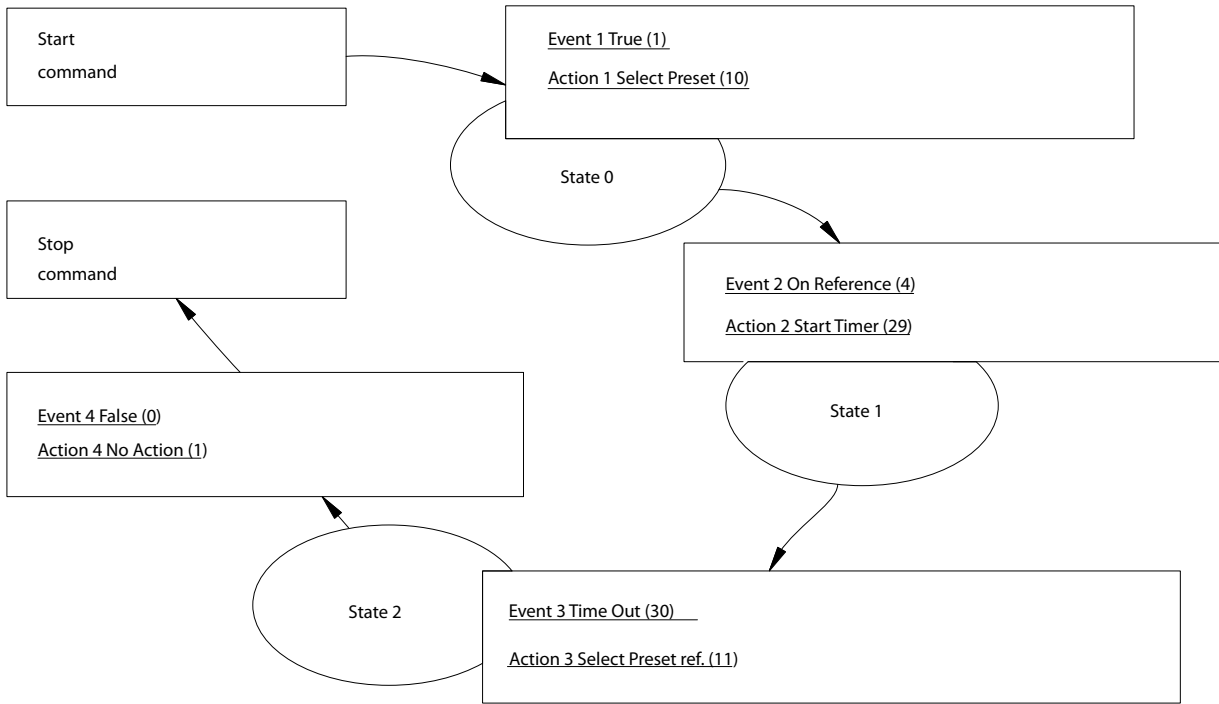 Start
command
Event 1 True (1)
Action 1 Select Preset (10)
State 0
Stop
command
Event 2 On Reference (4)
Action 2 Start Timer (29)
State 1
Event 4 False (0)
Action 4 No Action (1)
State 2
Event 3 Time Out (30)
Action 3 Select Preset ref. (11)